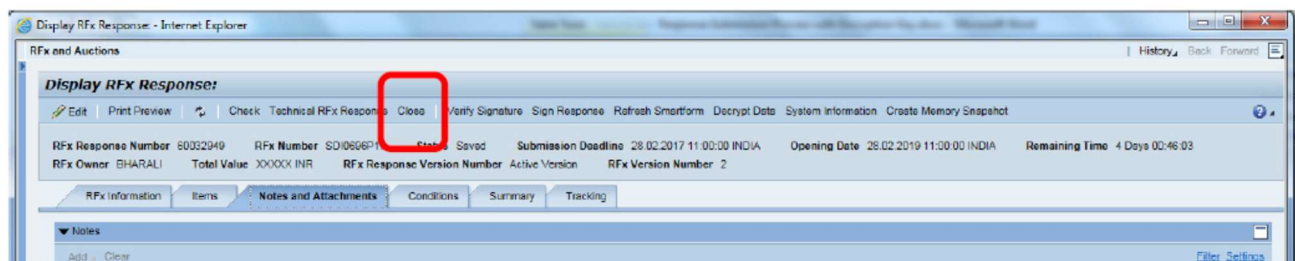 Display RFx Response: - Internet Explorer
RFx and Auctions | History Back Forward
Display RFx Response:
Edit | Print Preview | Check Technical RFx Response Close | Verify Signature Sign Response Refresh Smartform Decrypt Data System Information Create Memory Snapshot
RFx Response Number 60032949 RFx Number Status Saved Submission Deadline 28.02.2017 11:00:00 INDIA Opening Date 28.02.2019 11:00:00 INDIA Remaining Time 4 Days 00:46:03
RFx Owner BHARALI Total Value XXXXX INR RFx Response Version Number Active Version RFx Version Number 2
RFx Information Items Notes and Attachments Conditions Summary Tracking
Notes
Add Clear Filter Settings